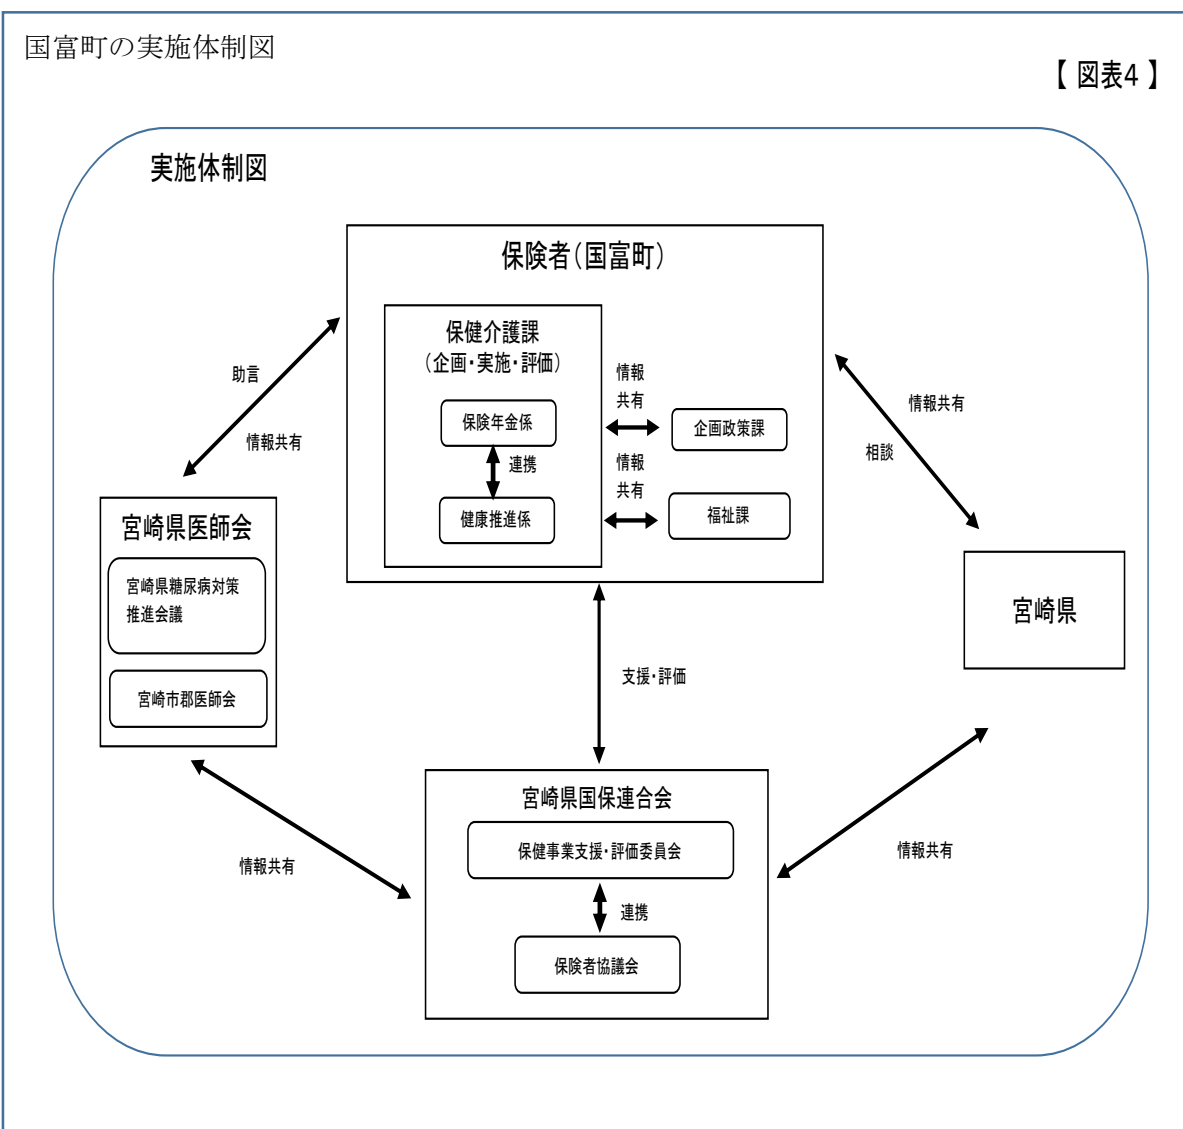 国富町の実施体制図
【 図表4 】
実施体制図
保険者(国富町)
保健介護課
(企画・実施・評価)
保険年金係
連携
健康推進係
情報
共有
企画政策課
情報
共有
福祉課
助言
情報共有
情報共有
相談
宮崎県医師会
宮崎県糖尿病対策
推進会議
宮崎市郡医師会
宮崎県
支援・評価
宮崎県国保連合会
保健事業支援・評価委員会
連携
保険者協議会
情報共有
情報共有